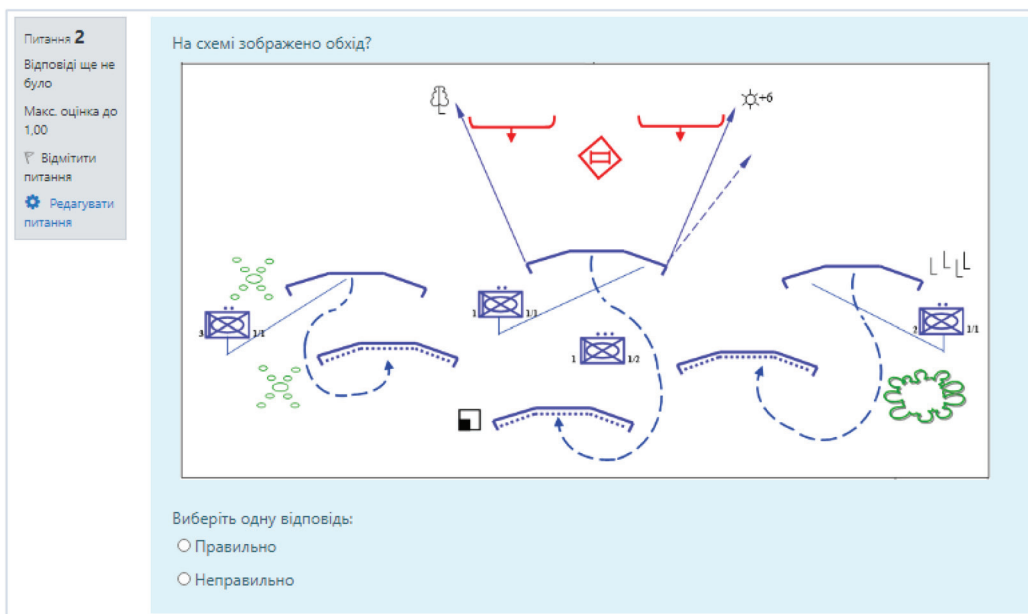 Питання 2
Відповіді ще не
було
Макс. оцінка до
1,00
Відмітити
питання
Редагувати
питання
На схемі зображено обхід?
+6
3
1/1
1
1/1
1
1/2
2
1/1
Виберіть одну відповідь:
Правильно
Неправильно